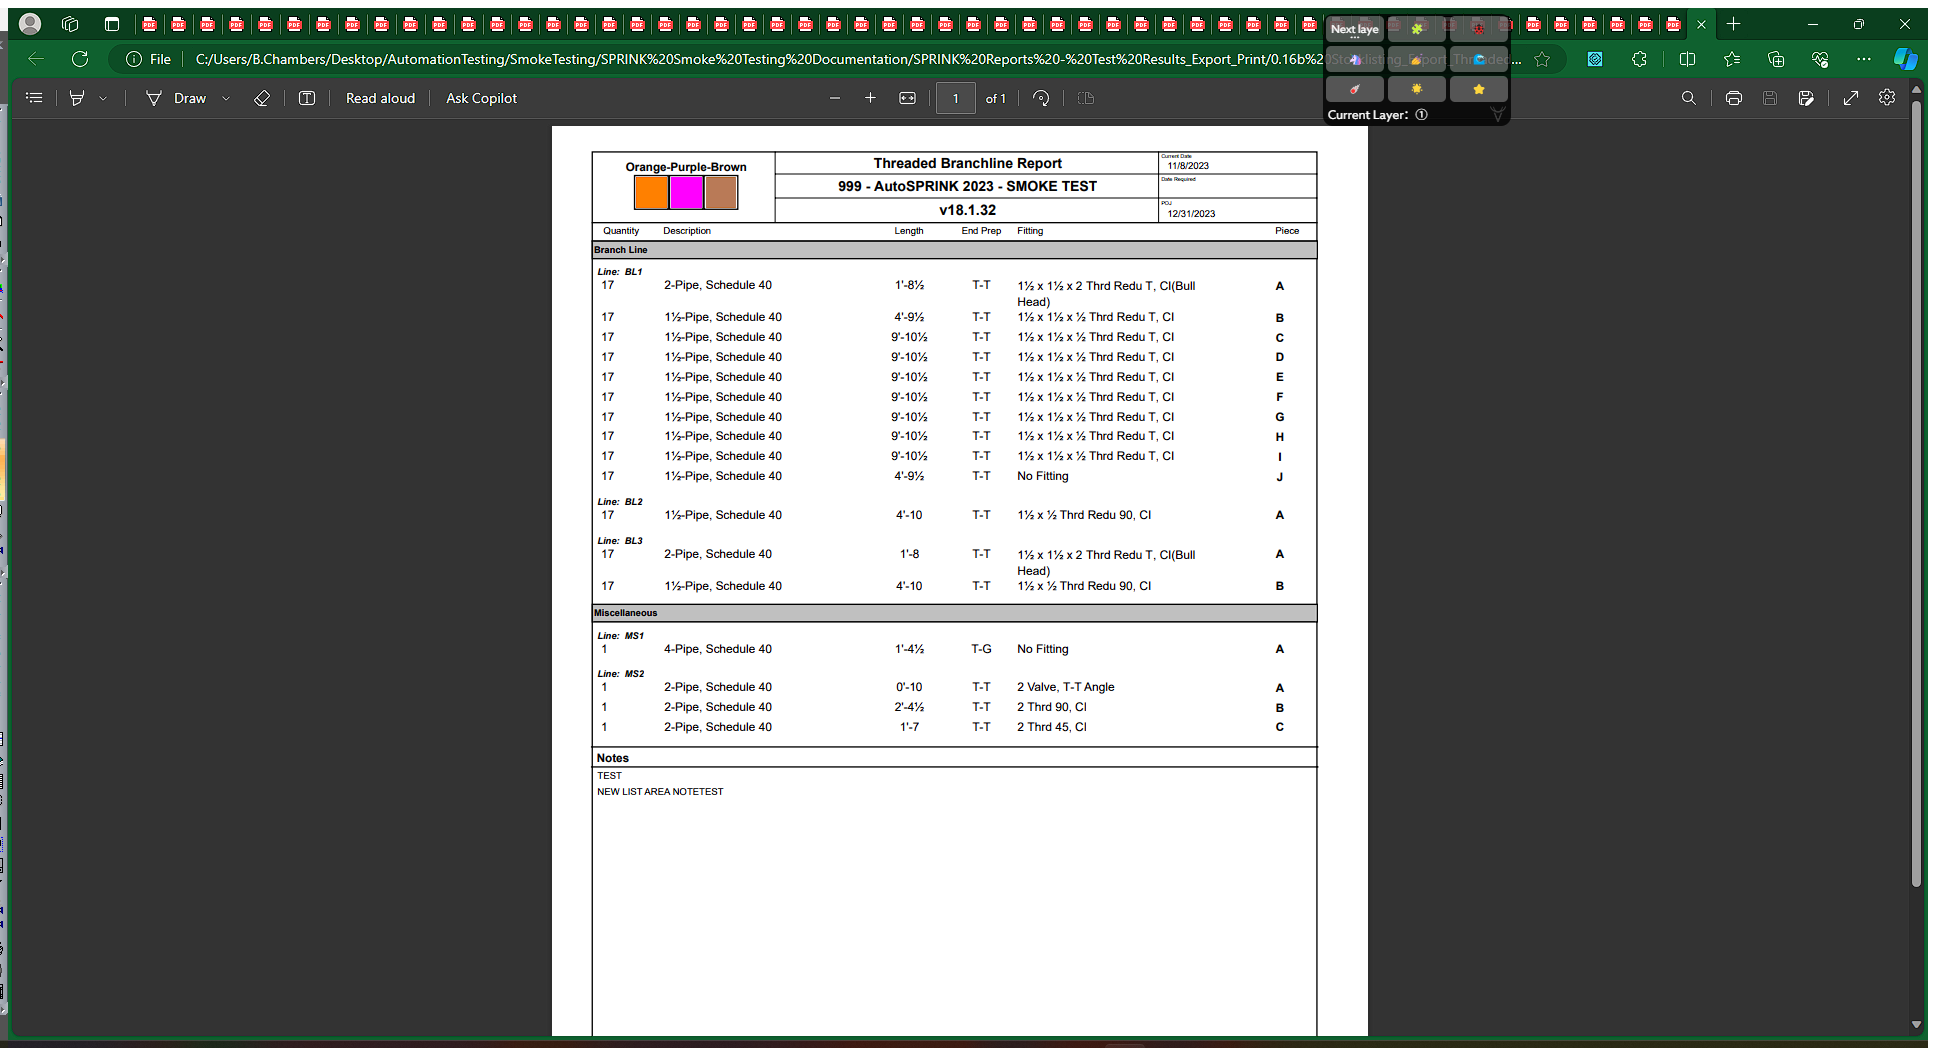 Next laye
...
File
C:/Users/B.Chambers/Desktop/AutomationTesting/SmokeTesting/SPRINK%20Smoke%20Testing%20Documentation/SPRINK%20Reports%20-%20Test%20Results_Export_Print/0.16b%20Stocklisting_Export_Threaded...
Draw
Read aloud
Ask Copilot
1
of 1
Current Layer: ①
Orange-Purple-Brown
Threaded Branchline Report
999 - AutoSPRINK 2023 - SMOKE TEST
v18.1.32
Current Date
11/8/2023
Date Required
POJ
12/31/2023
Quantity Description Length End Prep Fitting Piece
Branch Line
Line: BL1
17 2-Pipe, Schedule 40 1'-8½ T-T 1½ x 1½ x 2 Thrd Redu T, CI(Bull A
Head)
17 1½-Pipe, Schedule 40 4'-9½ T-T 1½ x 1½ x ½ Thrd Redu T, CI B
17 1½-Pipe, Schedule 40 9'-10½ T-T 1½ x 1½ x ½ Thrd Redu T, CI C
17 1½-Pipe, Schedule 40 9'-10½ T-T 1½ x 1½ x ½ Thrd Redu T, CI D
17 1½-Pipe, Schedule 40 9'-10½ T-T 1½ x 1½ x ½ Thrd Redu T, CI E
17 1½-Pipe, Schedule 40 9'-10½ T-T 1½ x 1½ x ½ Thrd Redu T, CI F
17 1½-Pipe, Schedule 40 9'-10½ T-T 1½ x 1½ x ½ Thrd Redu T, CI G
17 1½-Pipe, Schedule 40 9'-10½ T-T 1½ x 1½ x ½ Thrd Redu T, CI H
17 1½-Pipe, Schedule 40 9'-10½ T-T 1½ x 1½ x ½ Thrd Redu T, CI I
17 1½-Pipe, Schedule 40 4'-9½ T-T No Fitting J
Line: BL2
17 1½-Pipe, Schedule 40 4'-10 T-T 1½ x ½ Thrd Redu 90, CI A
Line: BL3
17 2-Pipe, Schedule 40 1'-8 T-T 1½ x 1½ x 2 Thrd Redu T, CI(Bull A
Head)
17 1½-Pipe, Schedule 40 4'-10 T-T 1½ x ½ Thrd Redu 90, CI B
Miscellaneous
Line: MS1
1 4-Pipe, Schedule 40 1'-4½ T-G No Fitting A
Line: MS2
1 2-Pipe, Schedule 40 0'-10 T-T 2 Valve, T-T Angle A
1 2-Pipe, Schedule 40 2'-4½ T-T 2 Thrd 90, CI B
1 2-Pipe, Schedule 40 1'-7 T-T 2 Thrd 45, CI C
Notes
TEST
NEW LIST AREA NOTETEST